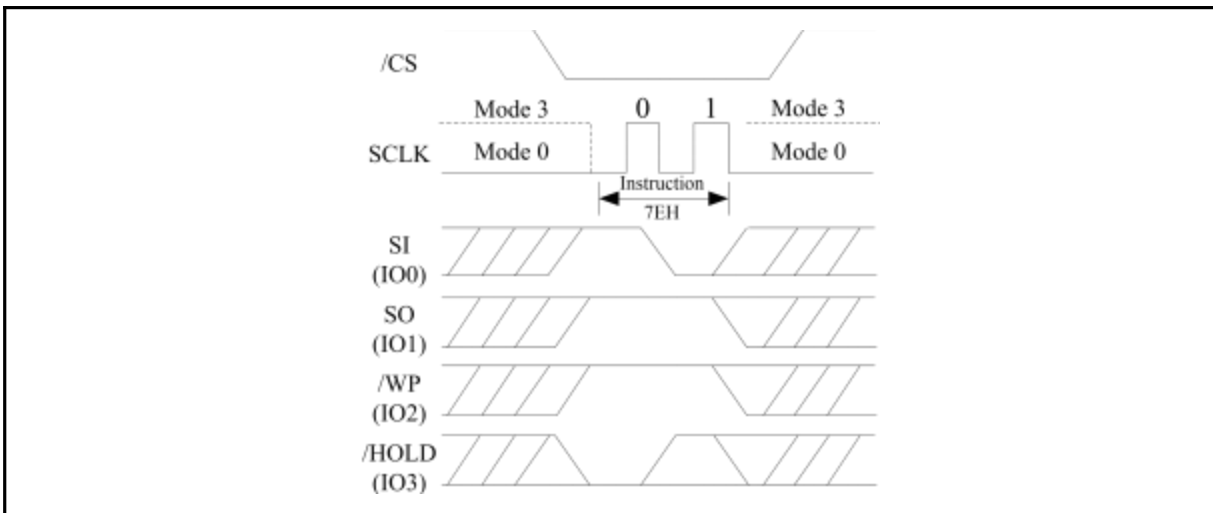 /CS
Mode 3 0 1 Mode 3
SCLK Mode 0 Mode 0
Instruction
7EH
SI
(IO0)
SO
(IO1)
/WP
(IO2)
/HOLD
(IO3)